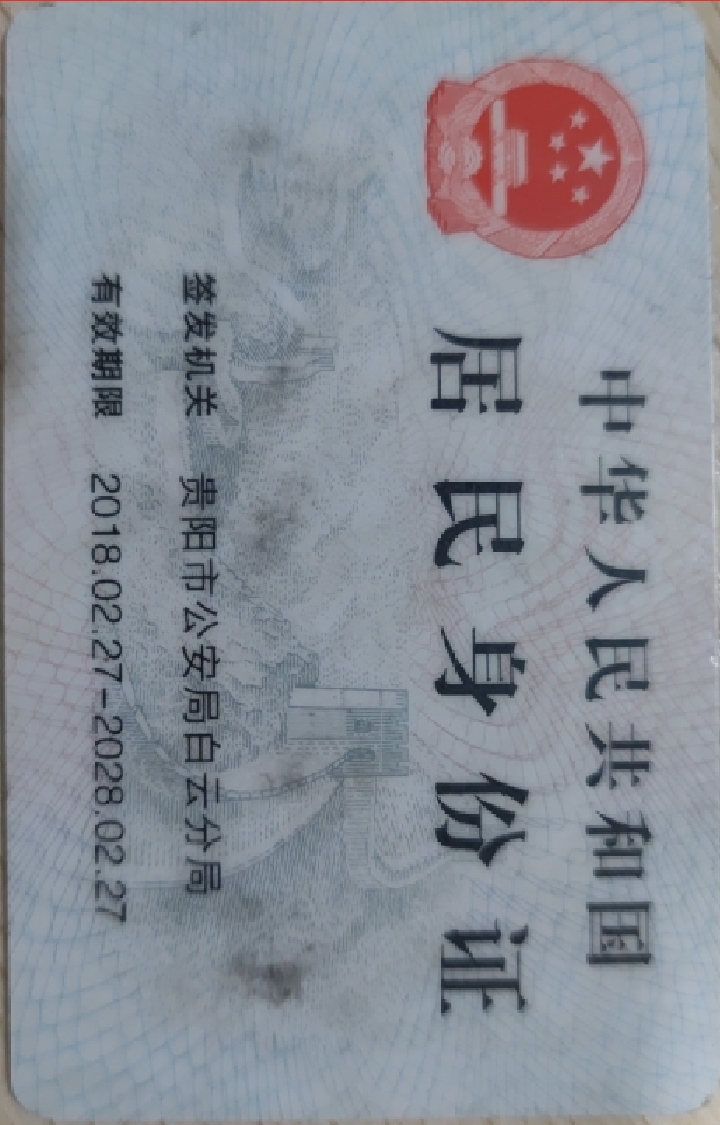 中华人民共和国
居民身份证
签发机关 贵阳市公安局白云分局
有效期限 2018.02.27-2028.02.27